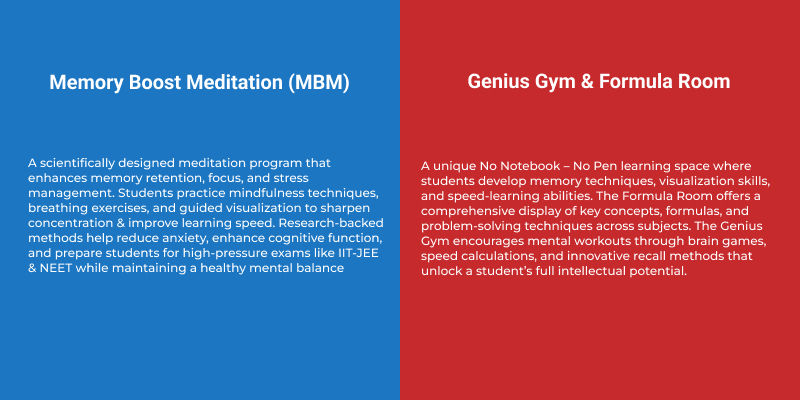 Memory Boost Meditation (MBM)
A scientifically designed meditation program that
enhances memory retention, focus, and stress
management. Students practice mindfulness techniques,
breathing exercises, and guided visualization to sharpen
concentration & improve learning speed. Research-backed
methods help reduce anxiety, enhance cognitive function,
and prepare students for high-pressure exams like IIT-JEE
& NEET while maintaining a healthy mental balance
Genius Gym & Formula Room
A unique No Notebook – No Pen learning space where
students develop memory techniques, visualization skills,
and speed-learning abilities. The Formula Room offers a
comprehensive display of key concepts, formulas, and
problem-solving techniques across subjects. The Genius
Gym encourages mental workouts through brain games,
speed calculations, and innovative recall methods that
unlock a student’s full intellectual potential.